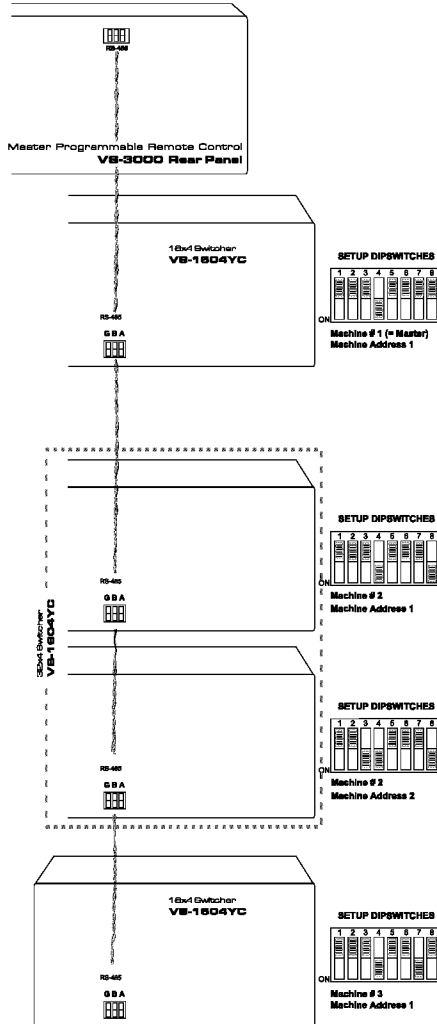 RS-485
Master Programmable Remote Control
VS-3000 Rear Panel
16x4 Switcher
VS-1604YC
RS-485
G B A
SETUP DIPSWITCHES
1 2 3 4 5 6 7 8
ON
Machine # 1 (= Master)
Machine Address 1
32x4 Switcher
VS-1604YC
RS-485
G B A
SETUP DIPSWITCHES
1 2 3 4 5 6 7 8
ON
Machine # 2
Machine Address 1
RS-485
G B A
SETUP DIPSWITCHES
1 2 3 4 5 6 7 8
ON
Machine # 2
Machine Address 2
16x4 Switcher
VS-1604YC
RS-485
G B A
SETUP DIPSWITCHES
1 2 3 4 5 6 7 8
ON
Machine # 3
Machine Address 1